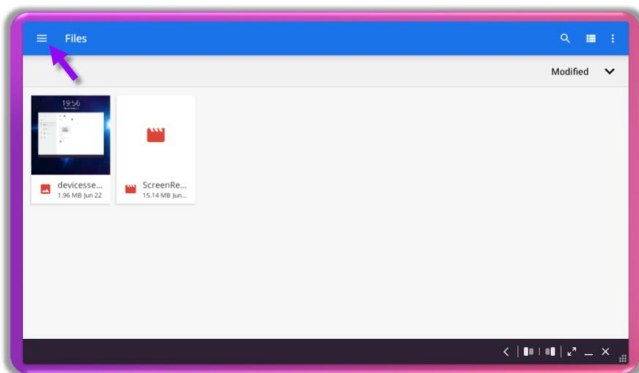 Files
Modified
19:56
devicesse...
1.96 MB Jun 22
ScreenRe...
15.14 MB Jun...